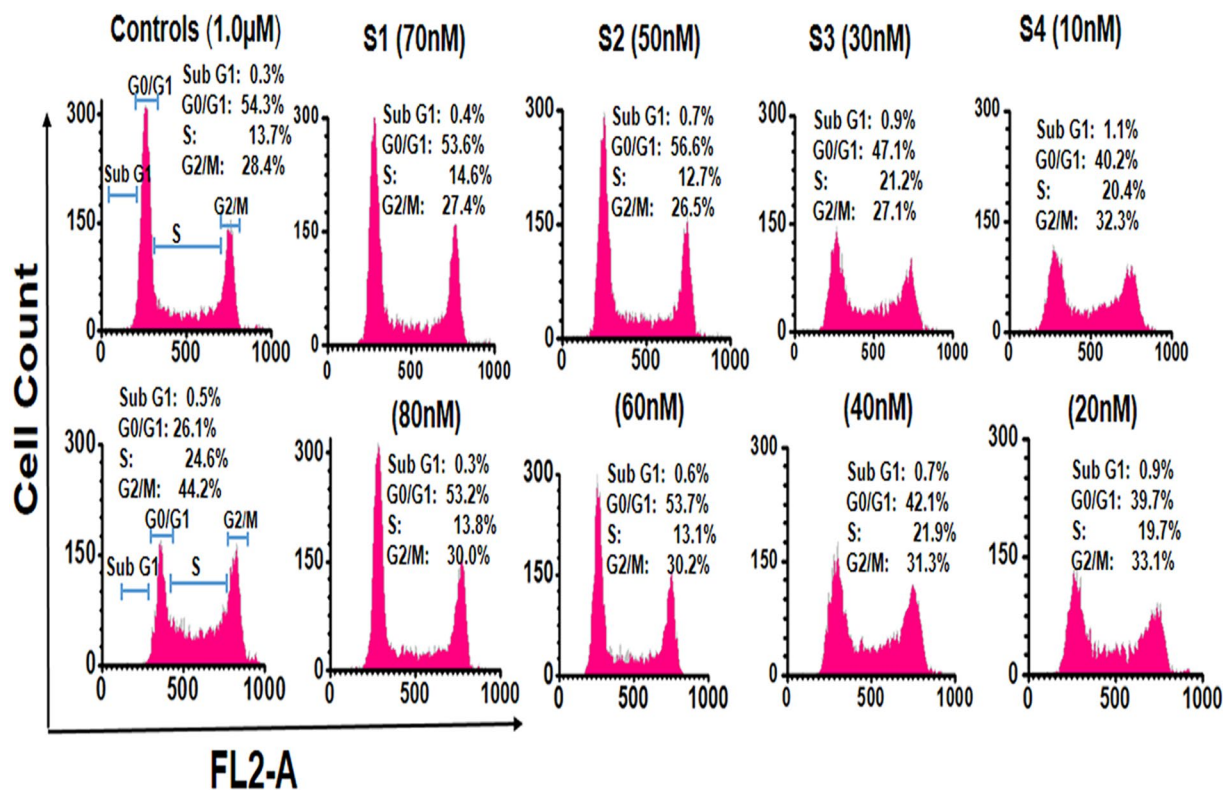 Controls (1.0µM)
G0/G1
Sub G1: 0.3%
G0/G1: 54.3%
S: 13.7%
G2/M: 28.4%
Sub G1
S
G2/M
300
150
0
0 500 1000
S1 (70nM)
Sub G1: 0.4%
G0/G1: 53.6%
S: 14.6%
G2/M: 27.4%
300
150
0
0 500 1000
S2 (50nM)
Sub G1: 0.7%
G0/G1: 56.6%
S: 12.7%
G2/M: 26.5%
300
150
0
0 500 1000
S3 (30nM)
Sub G1: 0.9%
G0/G1: 47.1%
S: 21.2%
G2/M: 27.1%
300
150
0
0 500 1000
S4 (10nM)
Sub G1: 1.1%
G0/G1: 40.2%
S: 20.4%
G2/M: 32.3%
300
150
0
0 500 1000
Sub G1: 0.5%
G0/G1: 26.1%
S: 24.6%
G2/M: 44.2%
G0/G1
G2/M
Sub G1
S
300
150
0
0 500 1000
(80nM)
Sub G1: 0.3%
G0/G1: 53.2%
S: 13.8%
G2/M: 30.0%
300
150
0
0 500 1000
(60nM)
Sub G1: 0.6%
G0/G1: 53.7%
S: 13.1%
G2/M: 30.2%
300
150
0
0 500 1000
(40nM)
Sub G1: 0.7%
G0/G1: 42.1%
S: 21.9%
G2/M: 31.3%
300
150
0
0 500 1000
(20nM)
Sub G1: 0.9%
G0/G1: 39.7%
S: 19.7%
G2/M: 33.1%
300
150
0
0 500 1000
Cell Count
FL2-A